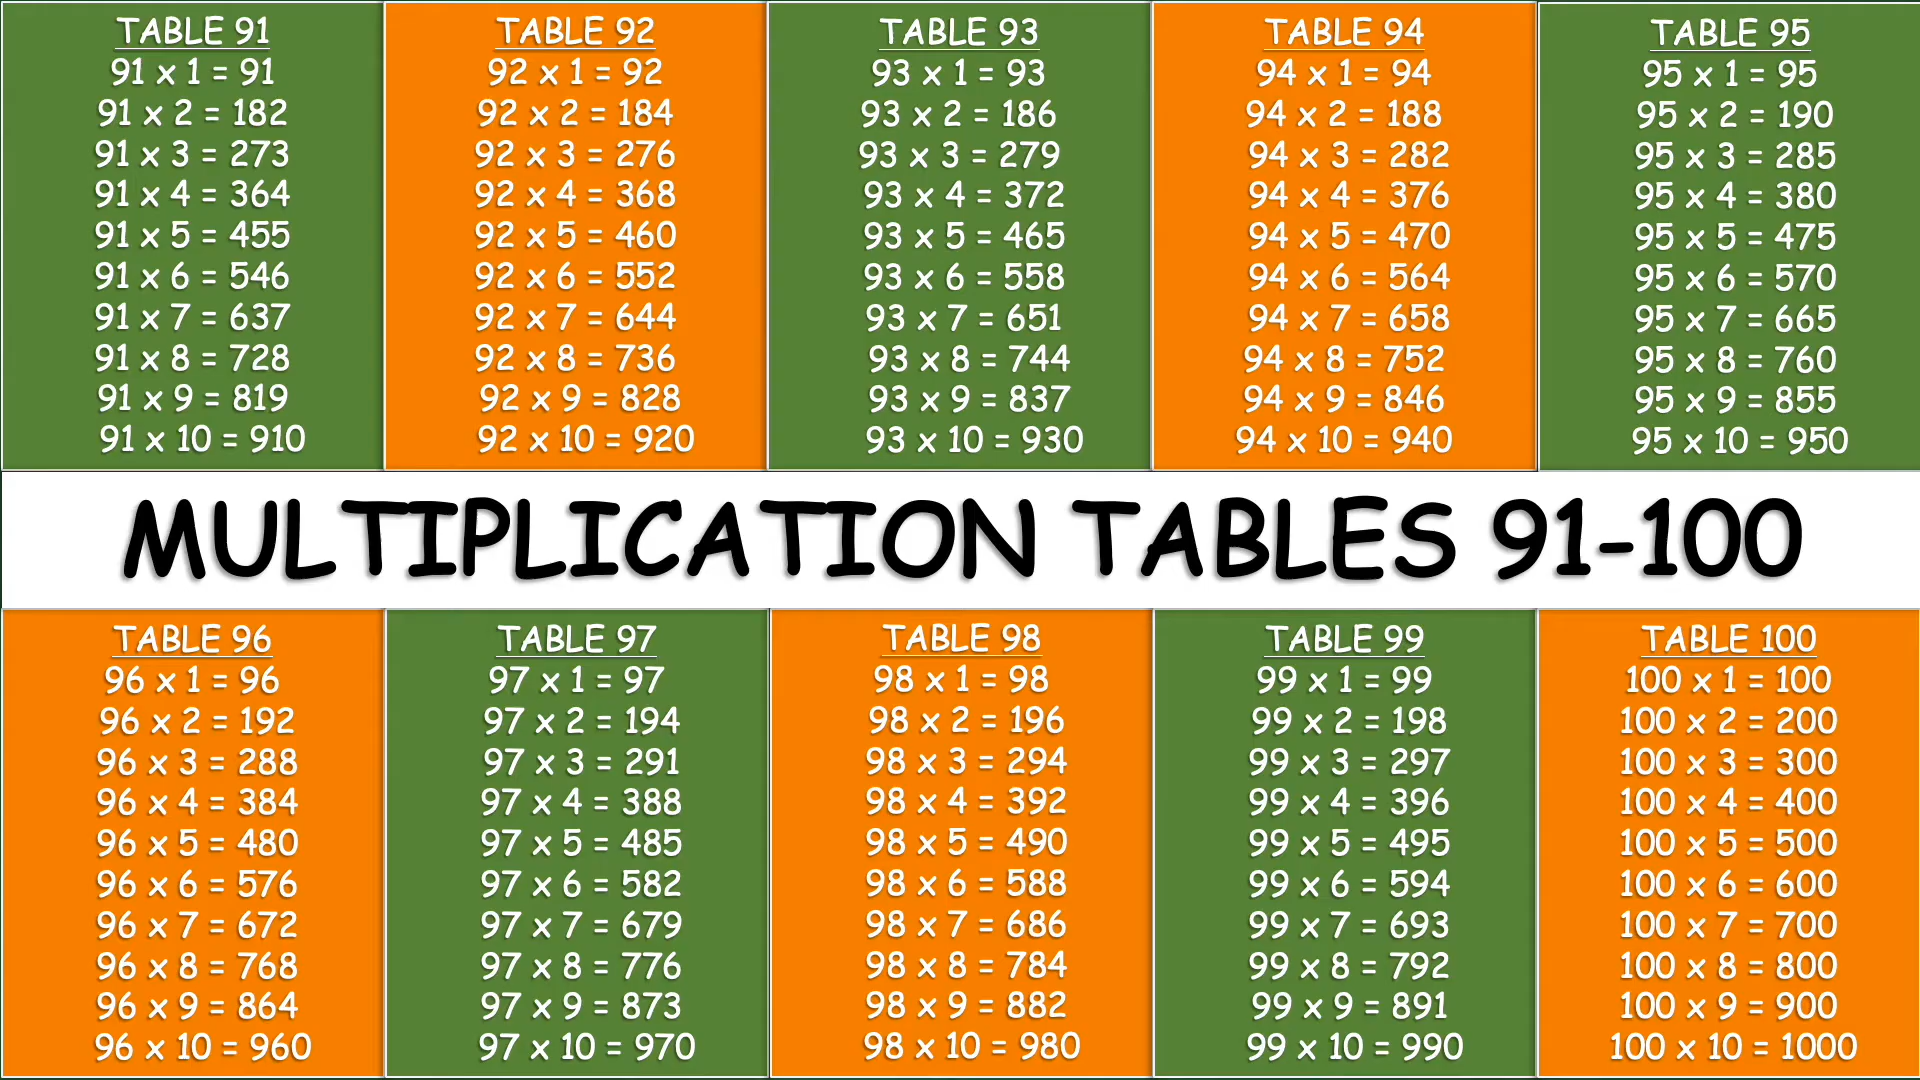 TABLE 91
91 x 1 = 91
91 x 2 = 182
91 x 3 = 273
91 x 4 = 364
91 x 5 = 455
91 x 6 = 546
91 x 7 = 637
91 x 8 = 728
91 x 9 = 819
91 x 10 = 910
TABLE 92
92 x 1 = 92
92 x 2 = 184
92 x 3 = 276
92 x 4 = 368
92 x 5 = 460
92 x 6 = 552
92 x 7 = 644
92 x 8 = 736
92 x 9 = 828
92 x 10 = 920
TABLE 93
93 x 1 = 93
93 x 2 = 186
93 x 3 = 279
93 x 4 = 372
93 x 5 = 465
93 x 6 = 558
93 x 7 = 651
93 x 8 = 744
93 x 9 = 837
93 x 10 = 930
TABLE 94
94 x 1 = 94
94 x 2 = 188
94 x 3 = 282
94 x 4 = 376
94 x 5 = 470
94 x 6 = 564
94 x 7 = 658
94 x 8 = 752
94 x 9 = 846
94 x 10 = 940
TABLE 95
95 x 1 = 95
95 x 2 = 190
95 x 3 = 285
95 x 4 = 380
95 x 5 = 475
95 x 6 = 570
95 x 7 = 665
95 x 8 = 760
95 x 9 = 855
95 x 10 = 950
MULTIPLICATION TABLES 91-100
TABLE 96
96 x 1 = 96
96 x 2 = 192
96 x 3 = 288
96 x 4 = 384
96 x 5 = 480
96 x 6 = 576
96 x 7 = 672
96 x 8 = 768
96 x 9 = 864
96 x 10 = 960
TABLE 97
97 x 1 = 97
97 x 2 = 194
97 x 3 = 291
97 x 4 = 388
97 x 5 = 485
97 x 6 = 582
97 x 7 = 679
97 x 8 = 776
97 x 9 = 873
97 x 10 = 970
TABLE 98
98 x 1 = 98
98 x 2 = 196
98 x 3 = 294
98 x 4 = 392
98 x 5 = 490
98 x 6 = 588
98 x 7 = 686
98 x 8 = 784
98 x 9 = 882
98 x 10 = 980
TABLE 99
99 x 1 = 99
99 x 2 = 198
99 x 3 = 297
99 x 4 = 396
99 x 5 = 495
99 x 6 = 594
99 x 7 = 693
99 x 8 = 792
99 x 9 = 891
99 x 10 = 990
TABLE 100
100 x 1 = 100
100 x 2 = 200
100 x 3 = 300
100 x 4 = 400
100 x 5 = 500
100 x 6 = 600
100 x 7 = 700
100 x 8 = 800
100 x 9 = 900
100 x 10 = 1000